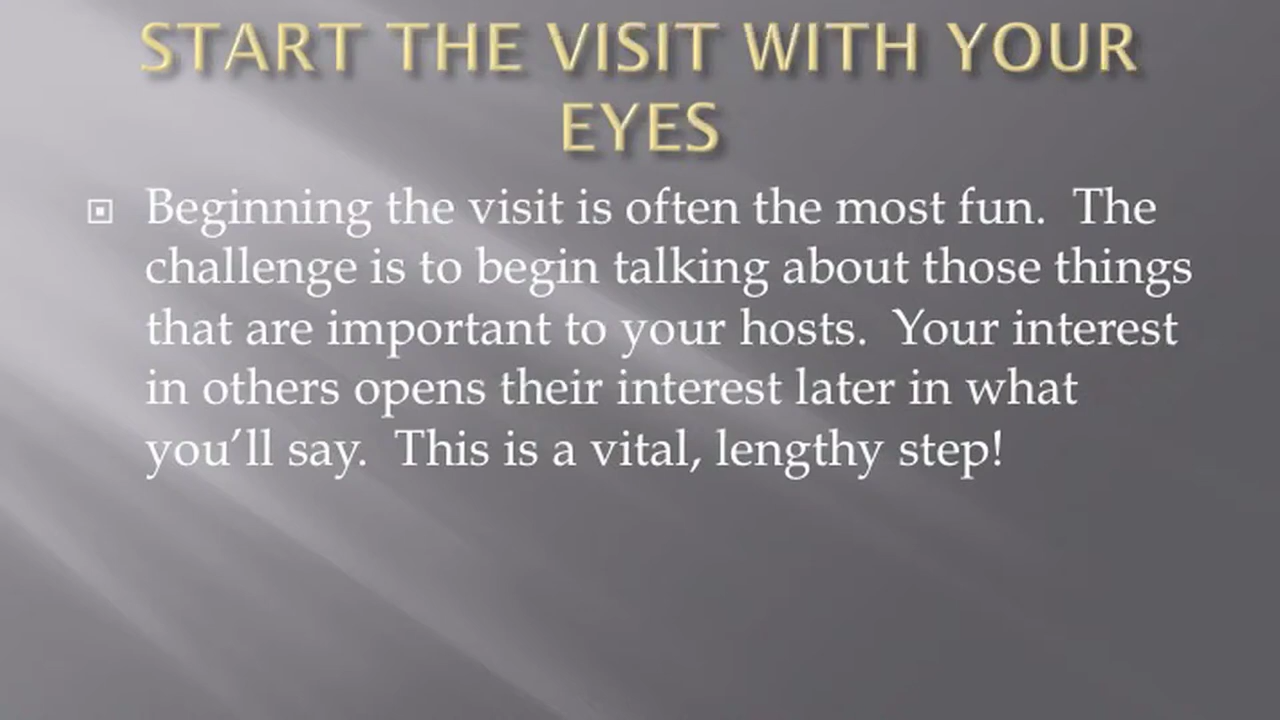 START THE VISIT WITH YOUR
EYES
Beginning the visit is often the most fun.  The
challenge is to begin talking about those things
that are important to your hosts.  Your interest
in others opens their interest later in what
you’ll say.  This is a vital, lengthy step!